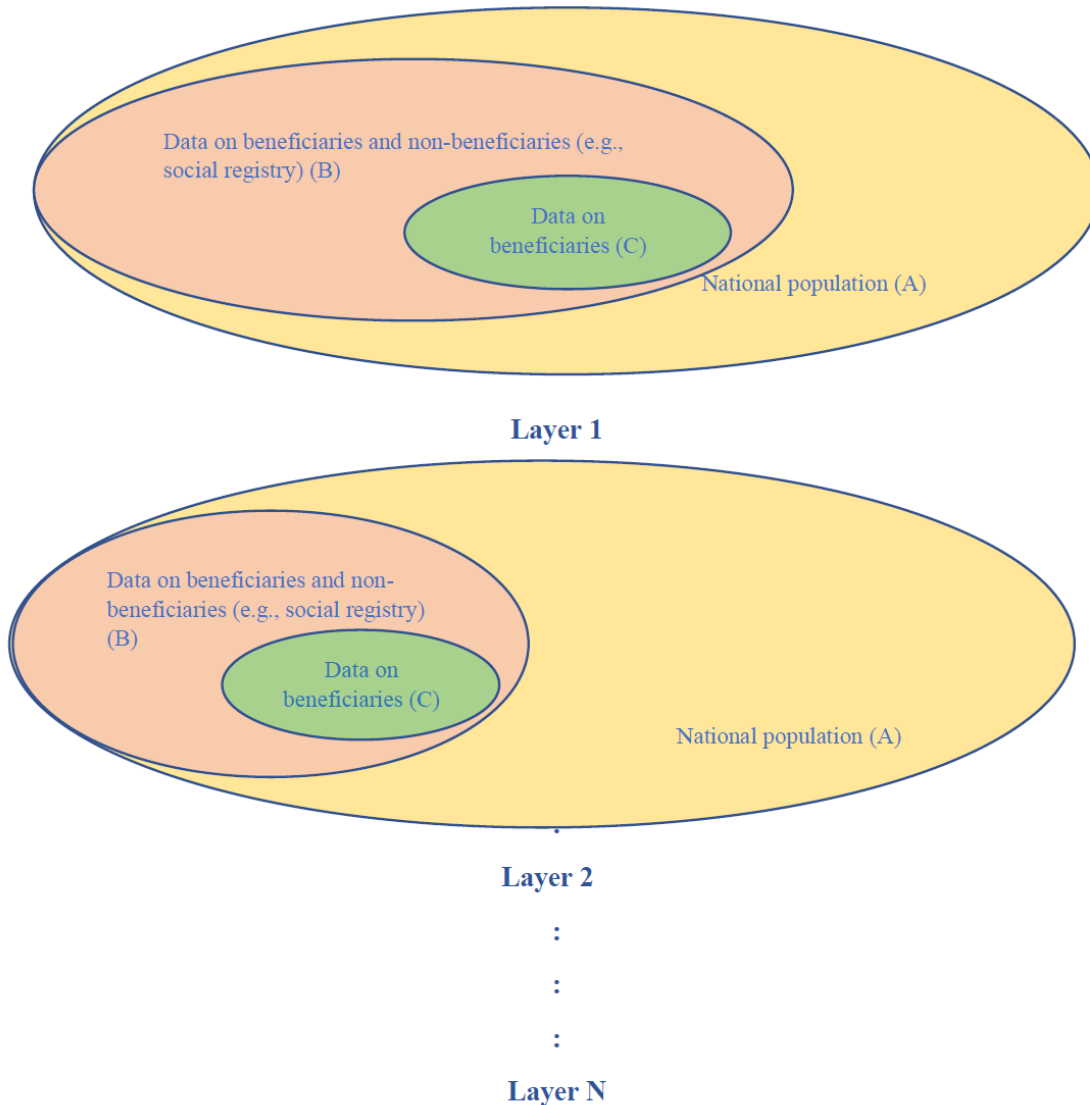 Data on beneficiaries and non-beneficiaries (e.g.,
social registry) (B)
Data on
beneficiaries (C)
National population (A)
Layer 1
Data on beneficiaries and non-
beneficiaries (e.g., social registry)
(B)
Data on
beneficiaries (C)
National population (A)
.
Layer 2
:
:
:
Layer N